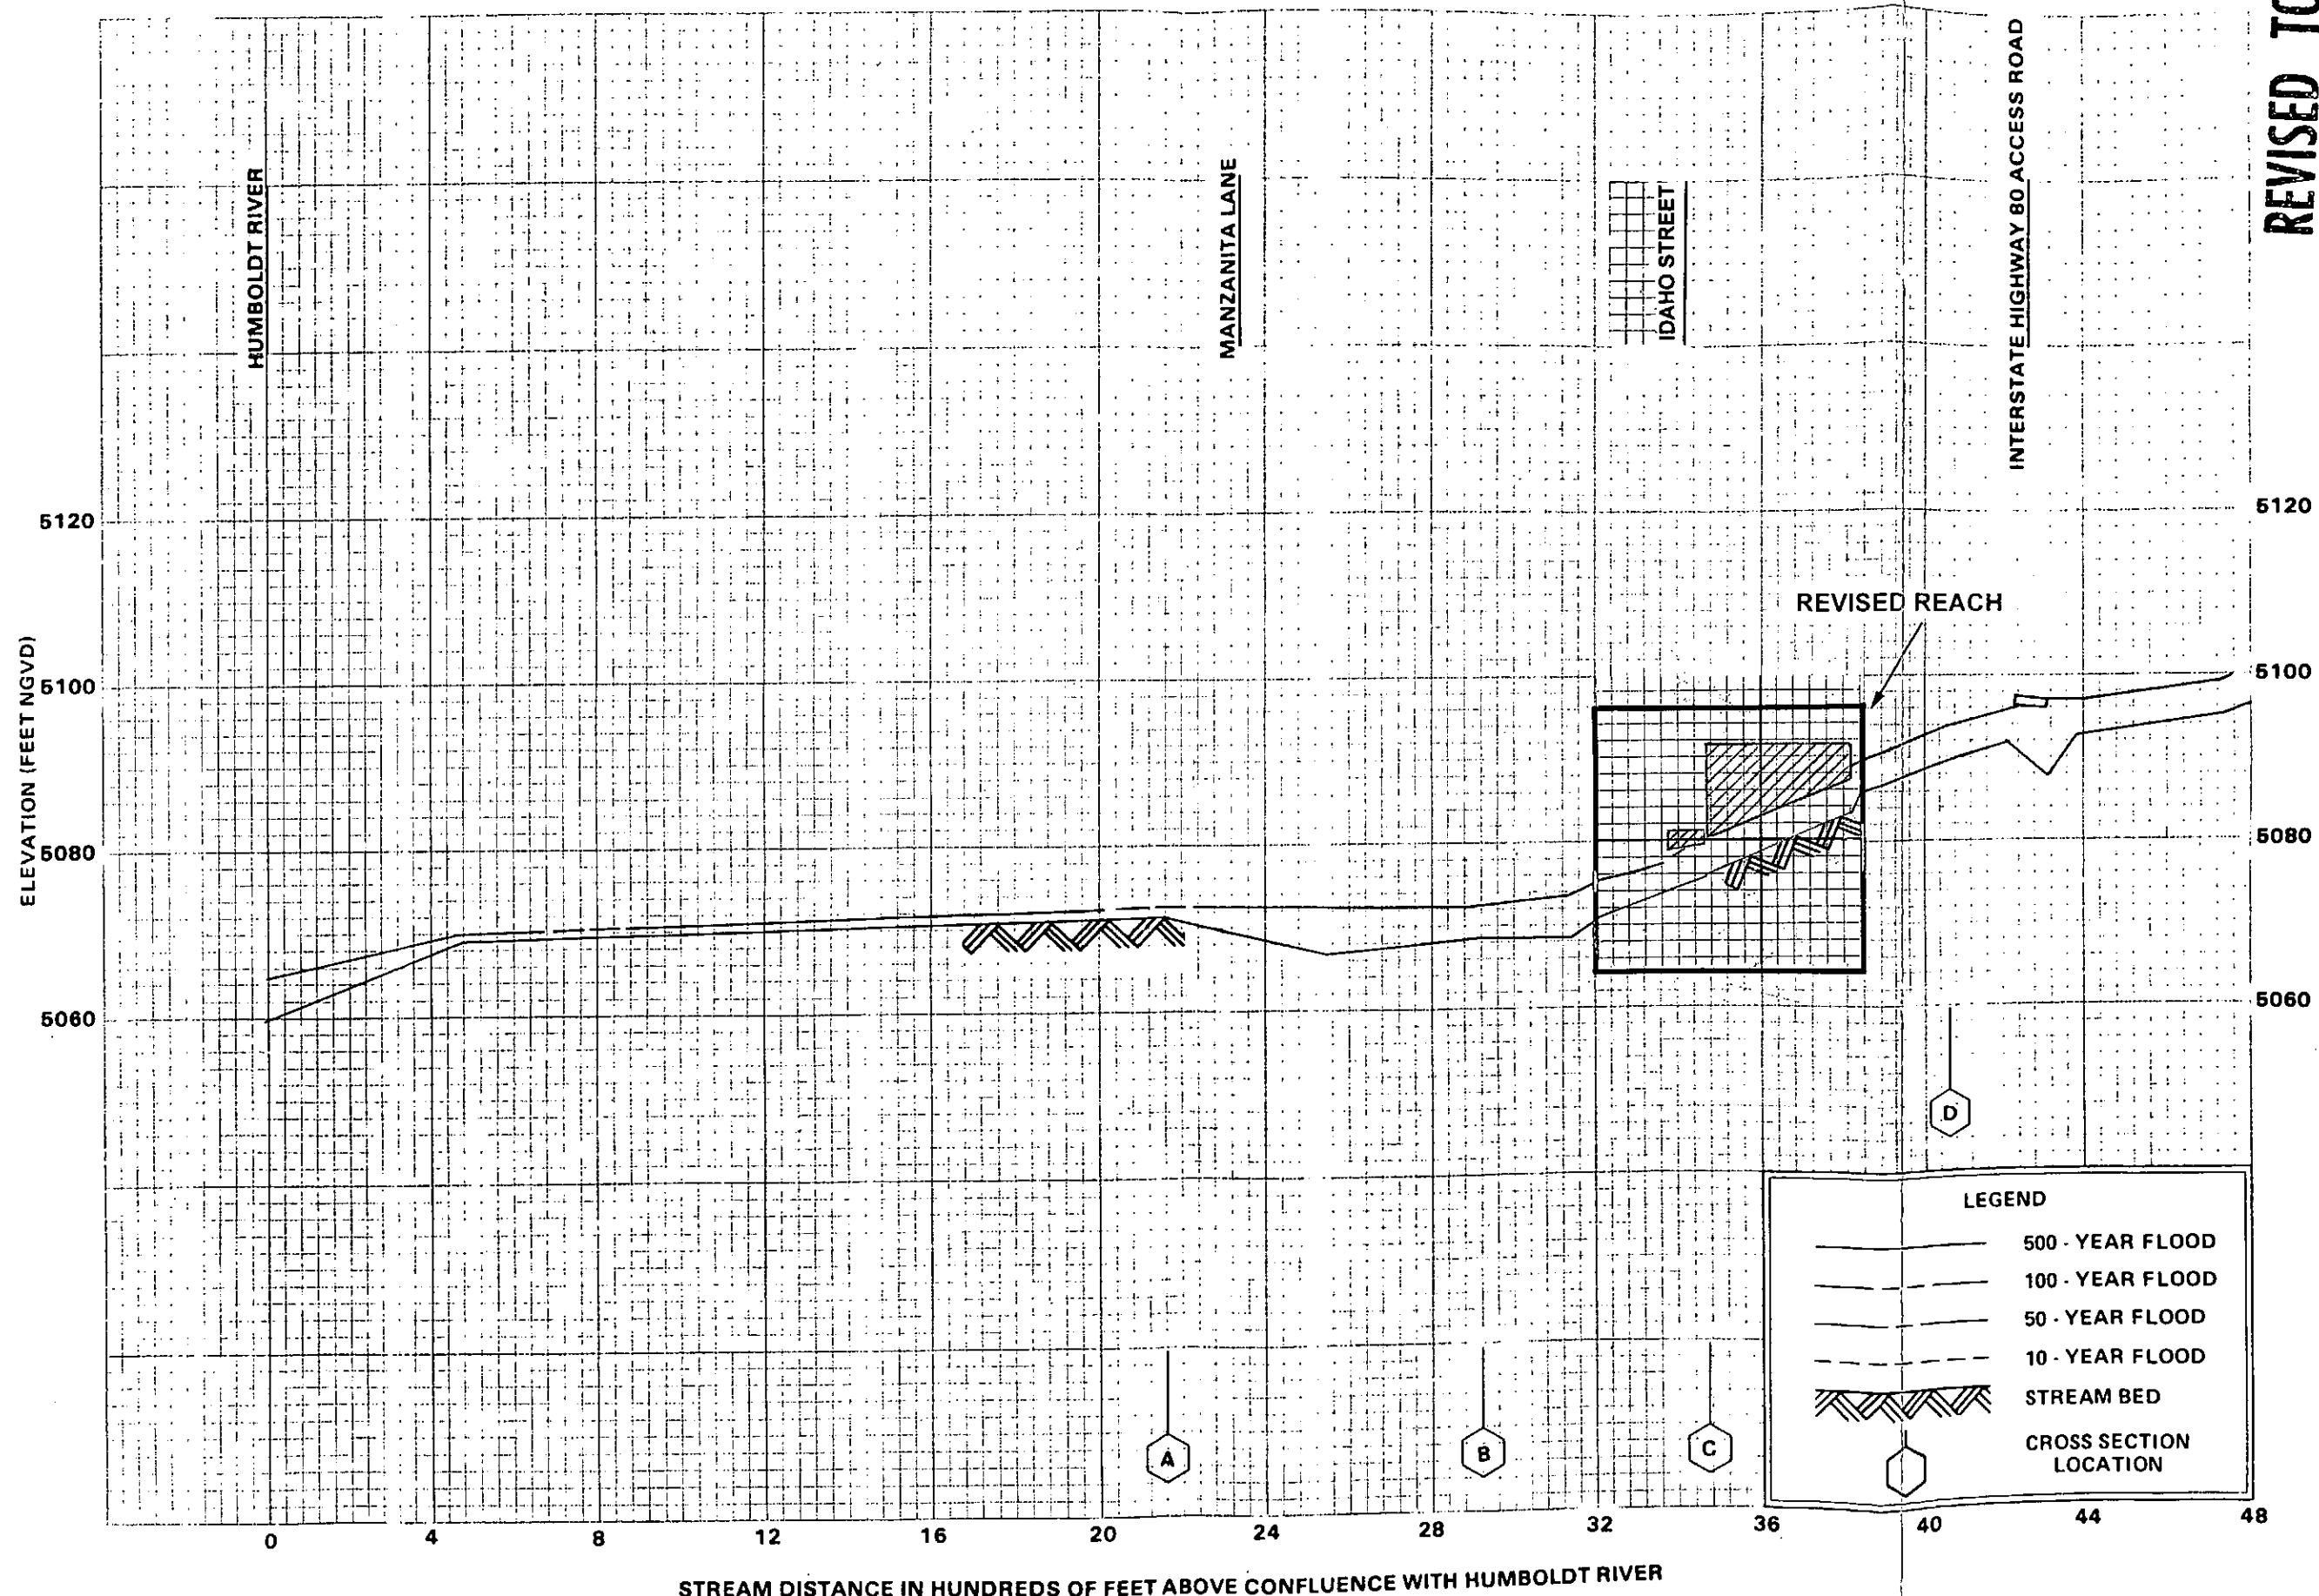 REVISED
HUMBOLDT RIVER
MANZANITA LANE
IDAHO STREET
INTERSTATE HIGHWAY 80 ACCESS ROAD
5120
5120
REVISED REACH
5100
5100
ELEVATION (FEET NGVD)
5080
5080
5060
5060
D
LEGEND
500 - YEAR FLOOD
100 - YEAR FLOOD
50 - YEAR FLOOD
10 - YEAR FLOOD
STREAM BED
CROSS SECTION
LOCATION
A
B
C
0 4 8 12 16 20 24 28 32 36 40 44 48
STREAM DISTANCE IN HUNDREDS OF FEET ABOVE CONFLUENCE WITH HUMBOLDT RIVER